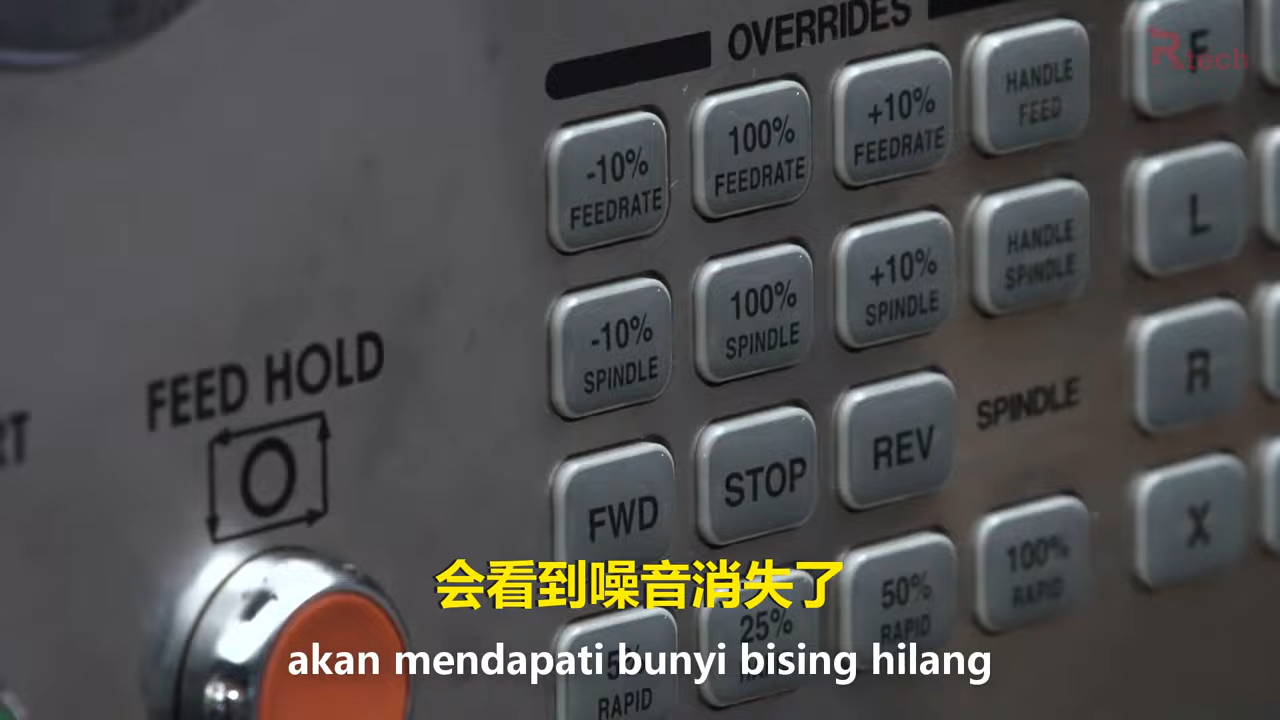 OVERRIDES
Rtech
-10% FEEDRATE
100% FEEDRATE
+10% FEEDRATE
HANDLE FEED
F
-10% SPINDLE
100% SPINDLE
+10% SPINDLE
HANDLE SPINDLE
L
FEED HOLD
RT
FWD
STOP
REV
SPINDLE
R
5% RAPID
25%
50% RAPID
100% RAPID
X
会看到噪音消失了
akan mendapati bunyi bising hilang